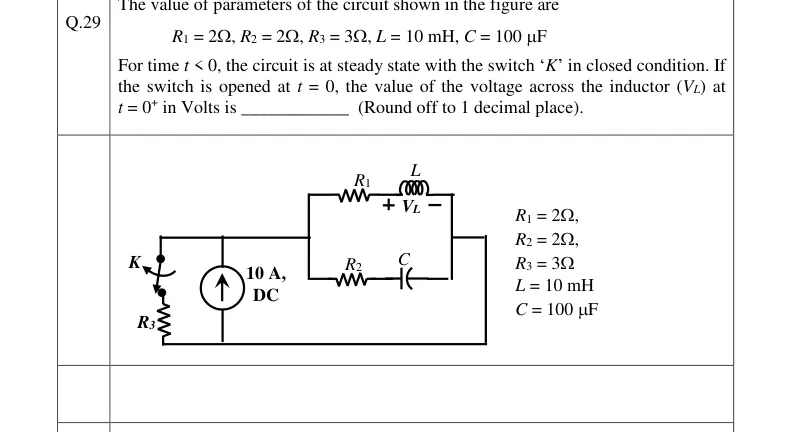 The value of parameters of the circuit shown in the figure are
Q.29
R1 = 2Ω, R2 = 2Ω, R3 = 3Ω, L = 10 mH, C = 100 μF
For time t < 0, the circuit is at steady state with the switch ‘K’ in closed condition. If
the switch is opened at t = 0, the value of the voltage across the inductor (VL) at
t = 0+ in Volts is ____________ (Round off to 1 decimal place).
L
R1
+ VL −
R1 = 2Ω,
R2 = 2Ω,
K
R2
C
R3 = 3Ω
10 A,
L = 10 mH
DC
C = 100 μF
R3